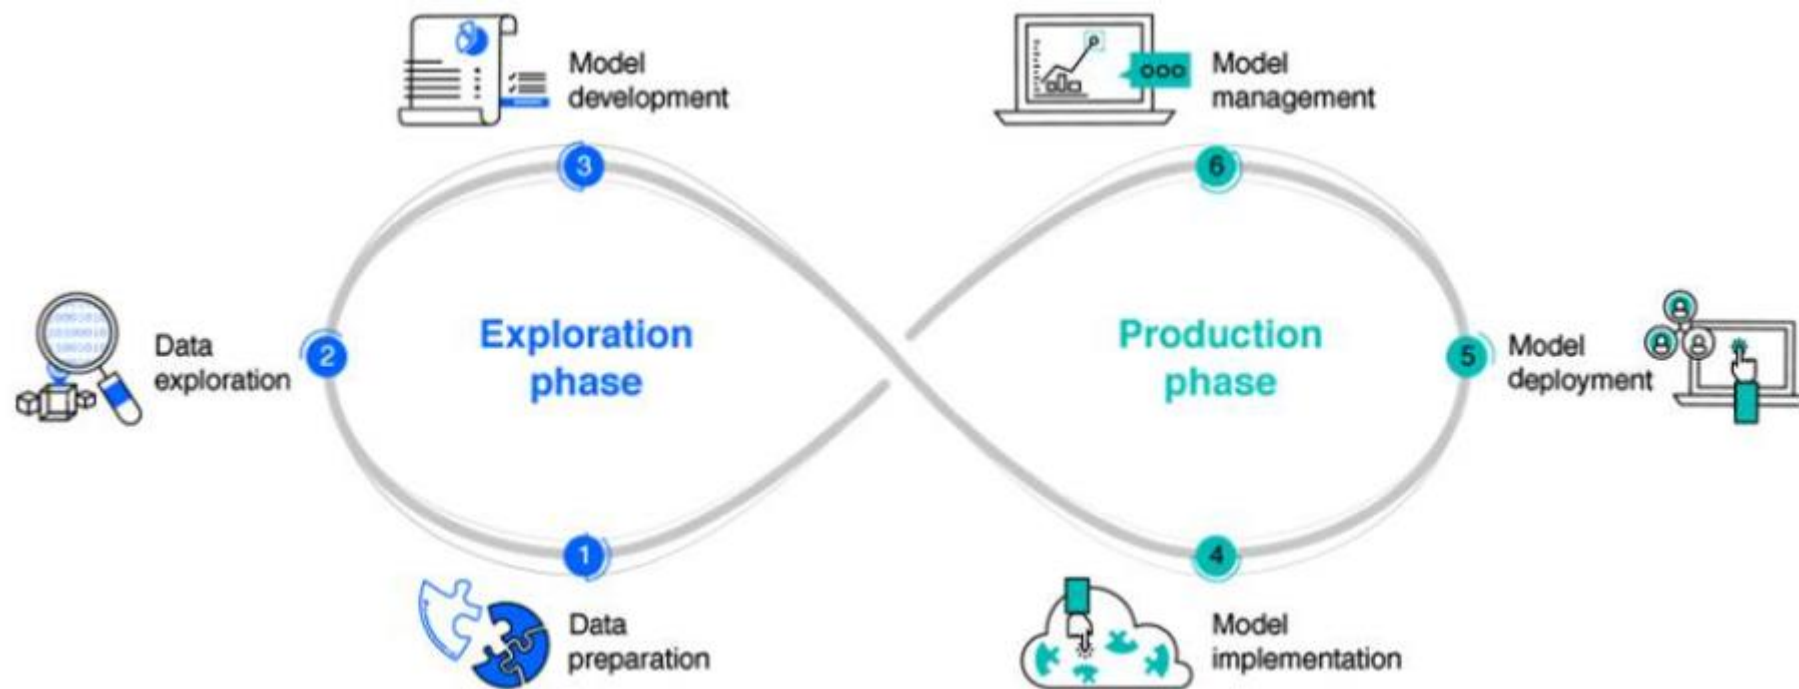 Model
development
3
Model
management
6
Data
exploration
2
Exploration
phase
Production
phase
5
Model
deployment
1
Data
preparation
4
Model
implementation